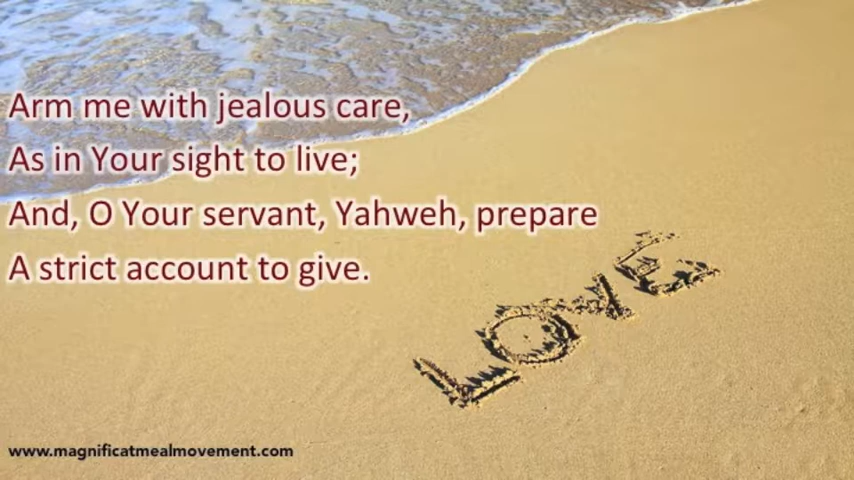 Arm me with jealous care,
As in Your sight to live;
And, O Your servant, Yahweh, prepare
A strict account to give.
LOVE
www.magnificatmealmovement.com